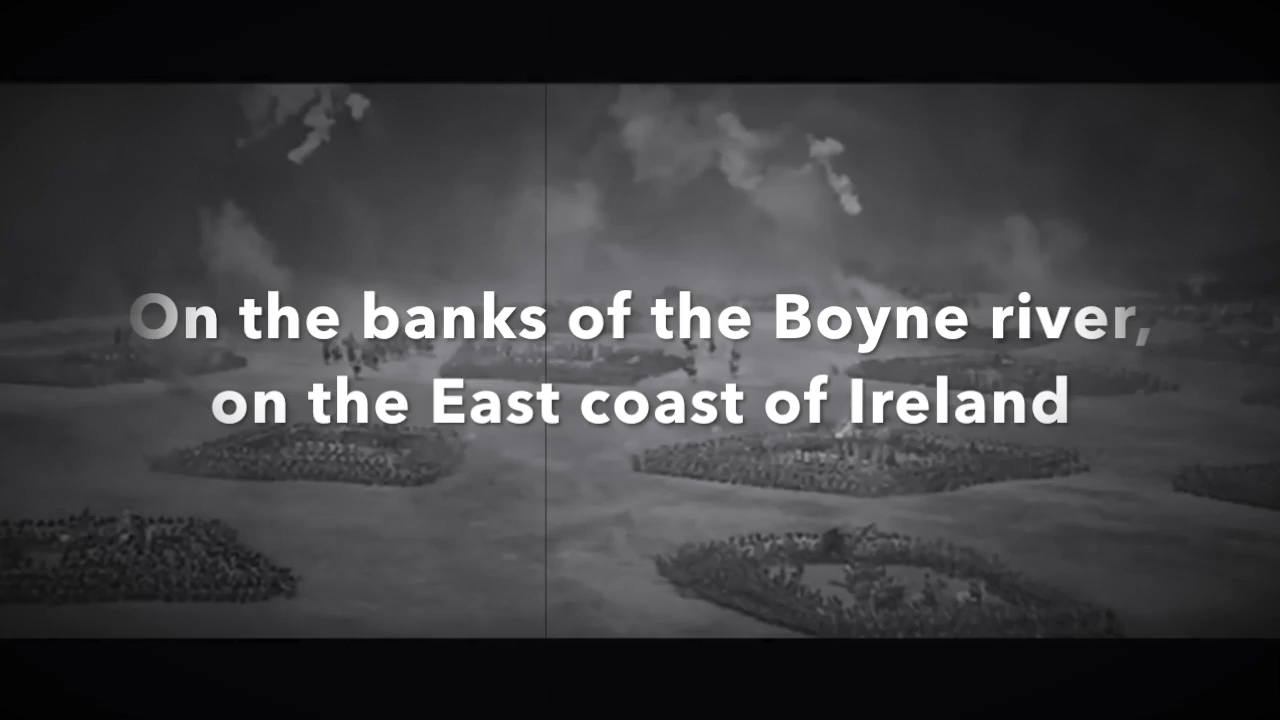 On the banks of the Boyne river,
on the East coast of Ireland